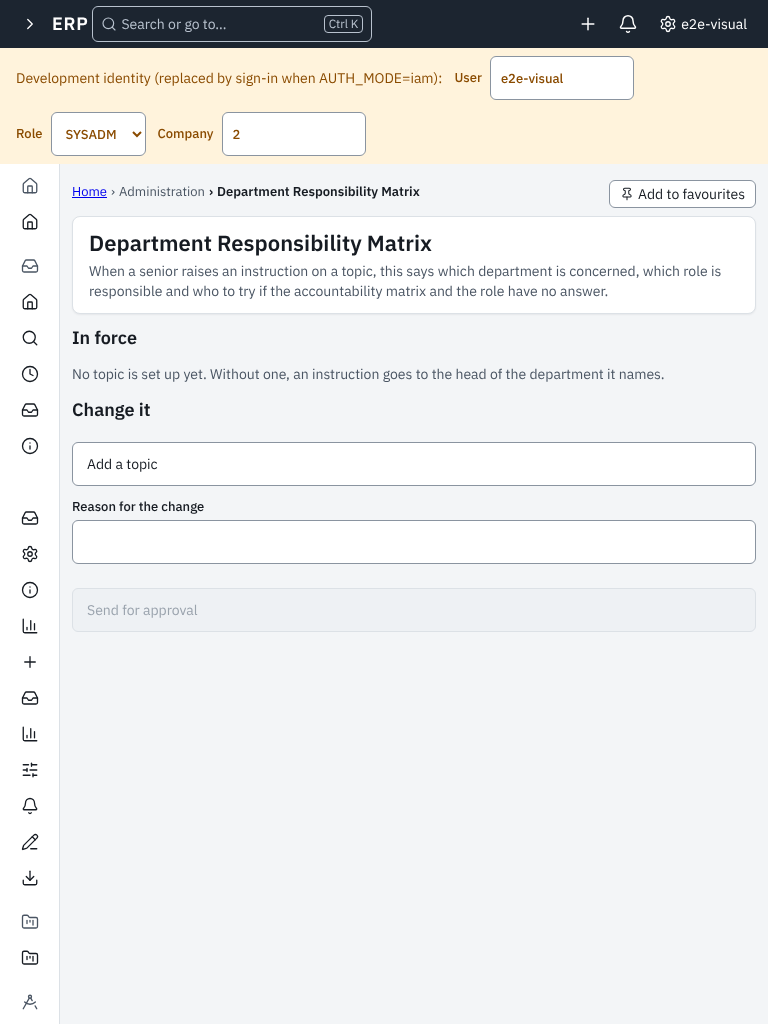 ERP
Search or go to...
Ctrl K
e2e-visual
Development identity (replaced by sign-in when AUTH_MODE=iam): User e2e-visual
Role SYSADM Company 2
Home › Administration › Department Responsibility Matrix
Add to favourites
Department Responsibility Matrix
When a senior raises an instruction on a topic, this says which department is concerned, which role is
responsible and who to try if the accountability matrix and the role have no answer.
In force
No topic is set up yet. Without one, an instruction goes to the head of the department it names.
Change it
Add a topic
Reason for the change
Send for approval